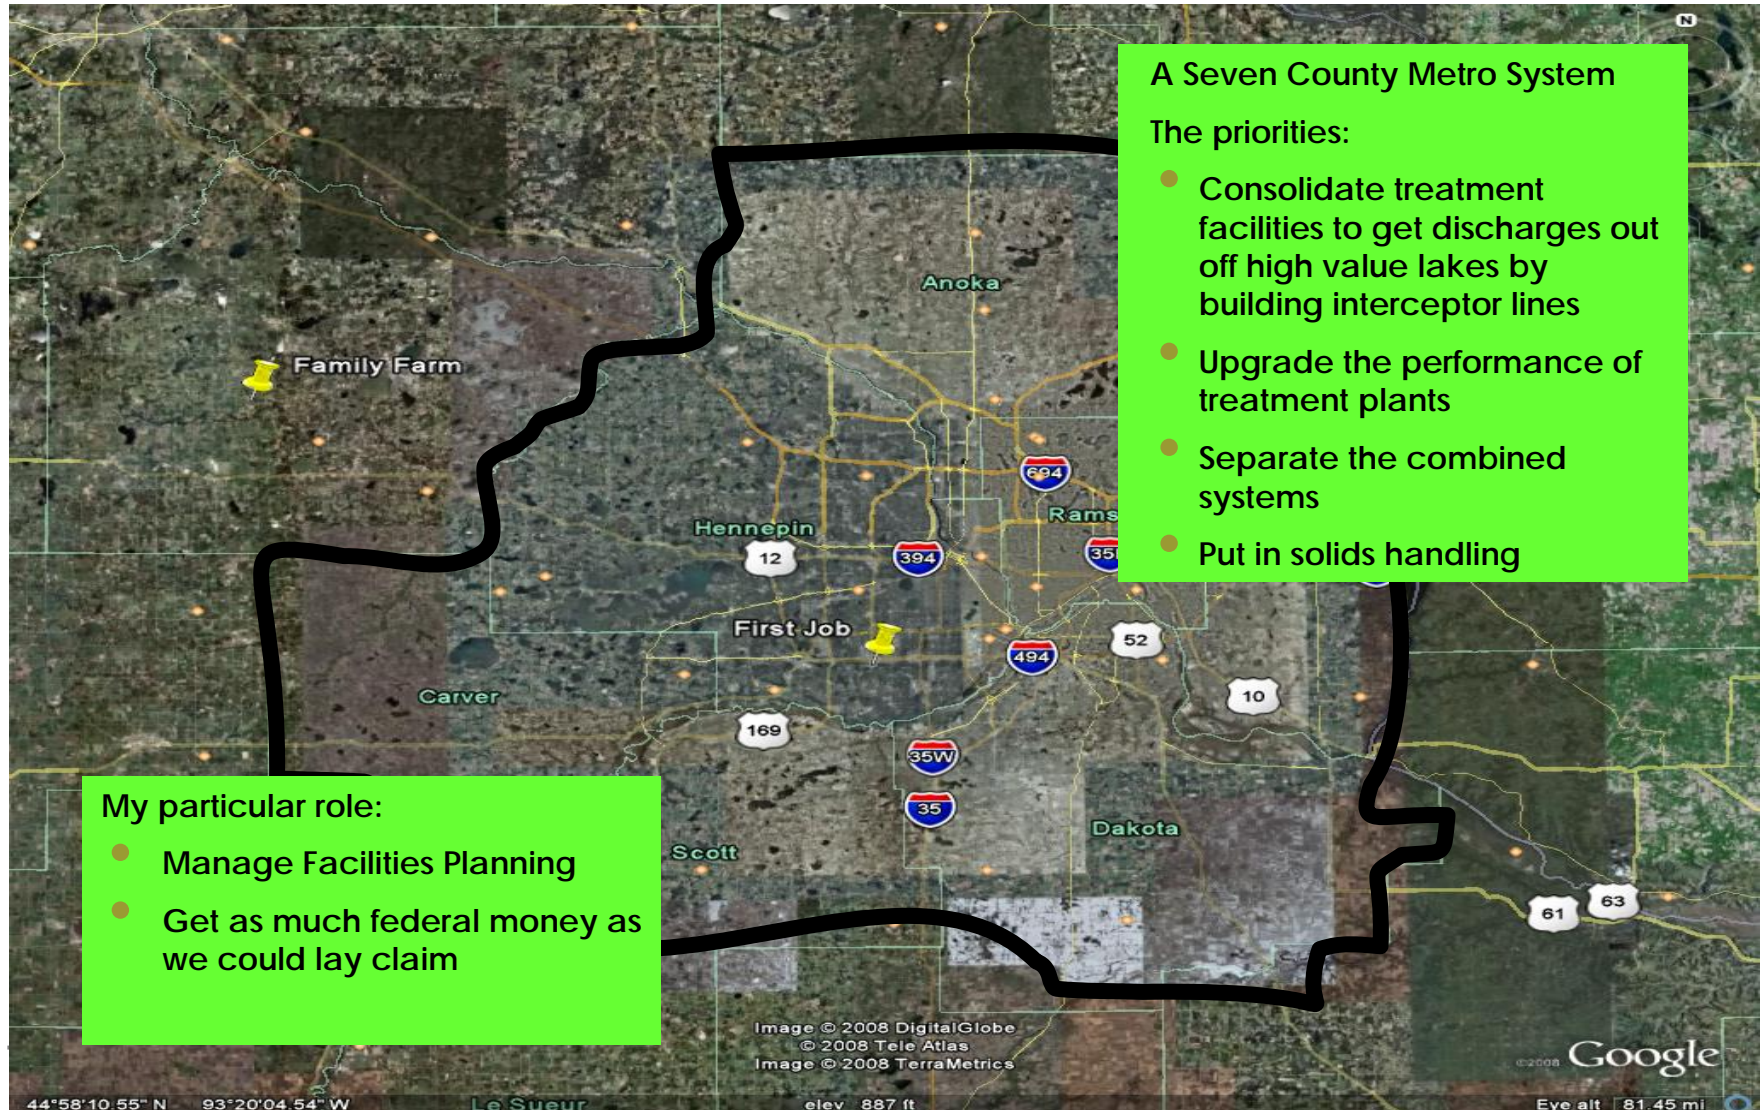 N
A Seven County Metro System
The priorities:
• Consolidate treatment
facilities to get discharges out
off high value lakes by
building interceptor lines
• Upgrade the performance of
treatment plants
• Separate the combined
systems
• Put in solids handling
Anoka
Family Farm
694
Hennepin
Rams
12
394
35
First Job
52
494
Carver
10
169
35W
35
My particular role:
• Manage Facilities Planning
• Get as much federal money as
we could lay claim
Dakota
Scott
61
63
Image © 2008 DigitalGlobe
© 2008 Tele Atlas
Image © 2008 TerraMetrics
©2008 Google
44°58'10.55" N 93°20'04.54" W
Le Sueur
elev 887 ft
Eye alt 81.45 mi